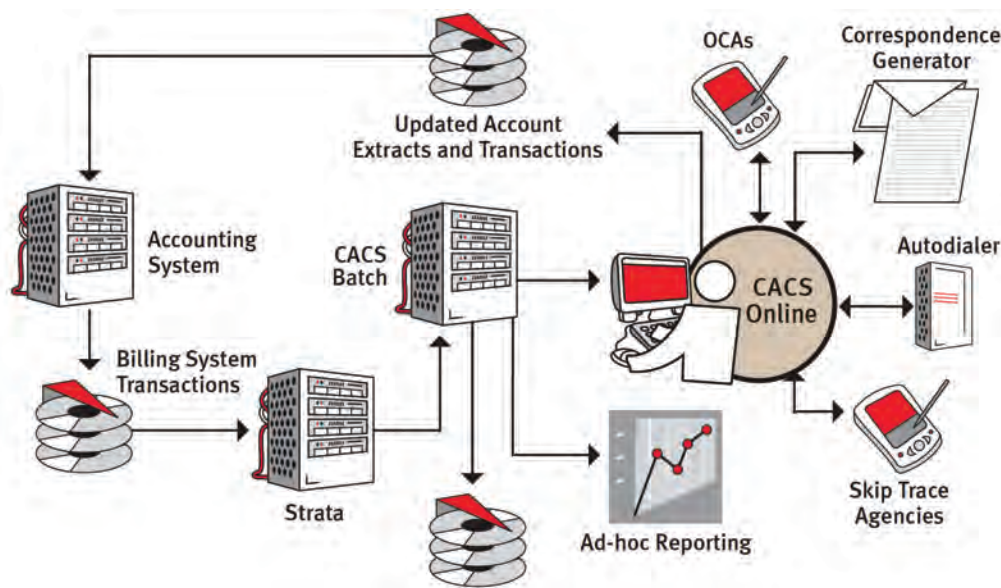 OCAs
Correspondence
Generator
Updated Account
Extracts and Transactions
Accounting
System
CACS
Batch
CACS
Online
Autodialer
Billing System
Transactions
Strata
Ad-hoc Reporting
Skip Trace
Agencies